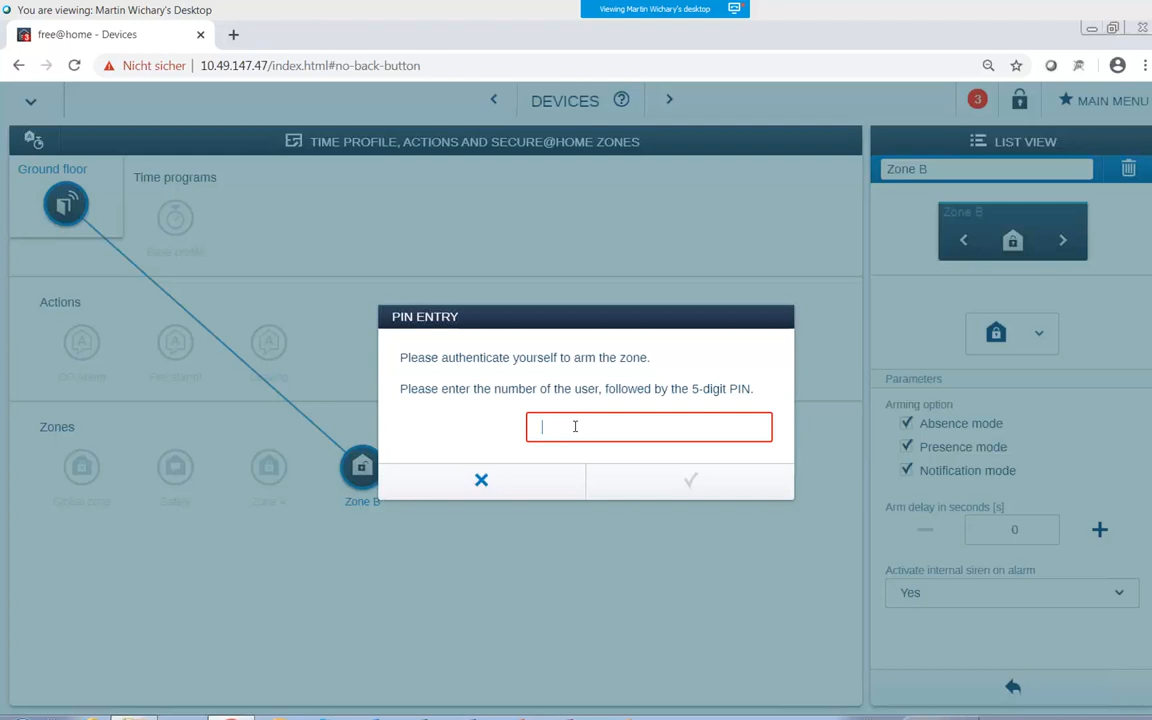 You are viewing: Martin Wichary's Desktop
Viewing Martin Wichary's desktop
free@home - Devices
Nicht sicher
10.49.147.47/index.html#no-back-button
DEVICES
3
MAIN MENU
TIME PROFILE, ACTIONS AND SECURE@HOME ZONES
LIST VIEW
Ground floor
Time programs
Zone B
Zone B
Actions
PIN ENTRY
Please authenticate yourself to arm the zone.
Please enter the number of the user, followed by the 5-digit PIN.
Parameters
Arming option
Absence mode
Presence mode
Notification mode
Zones
Global zone
Zone A
Zone B
Arm delay in seconds [s]
0
Activate internal siren on alarm
Yes